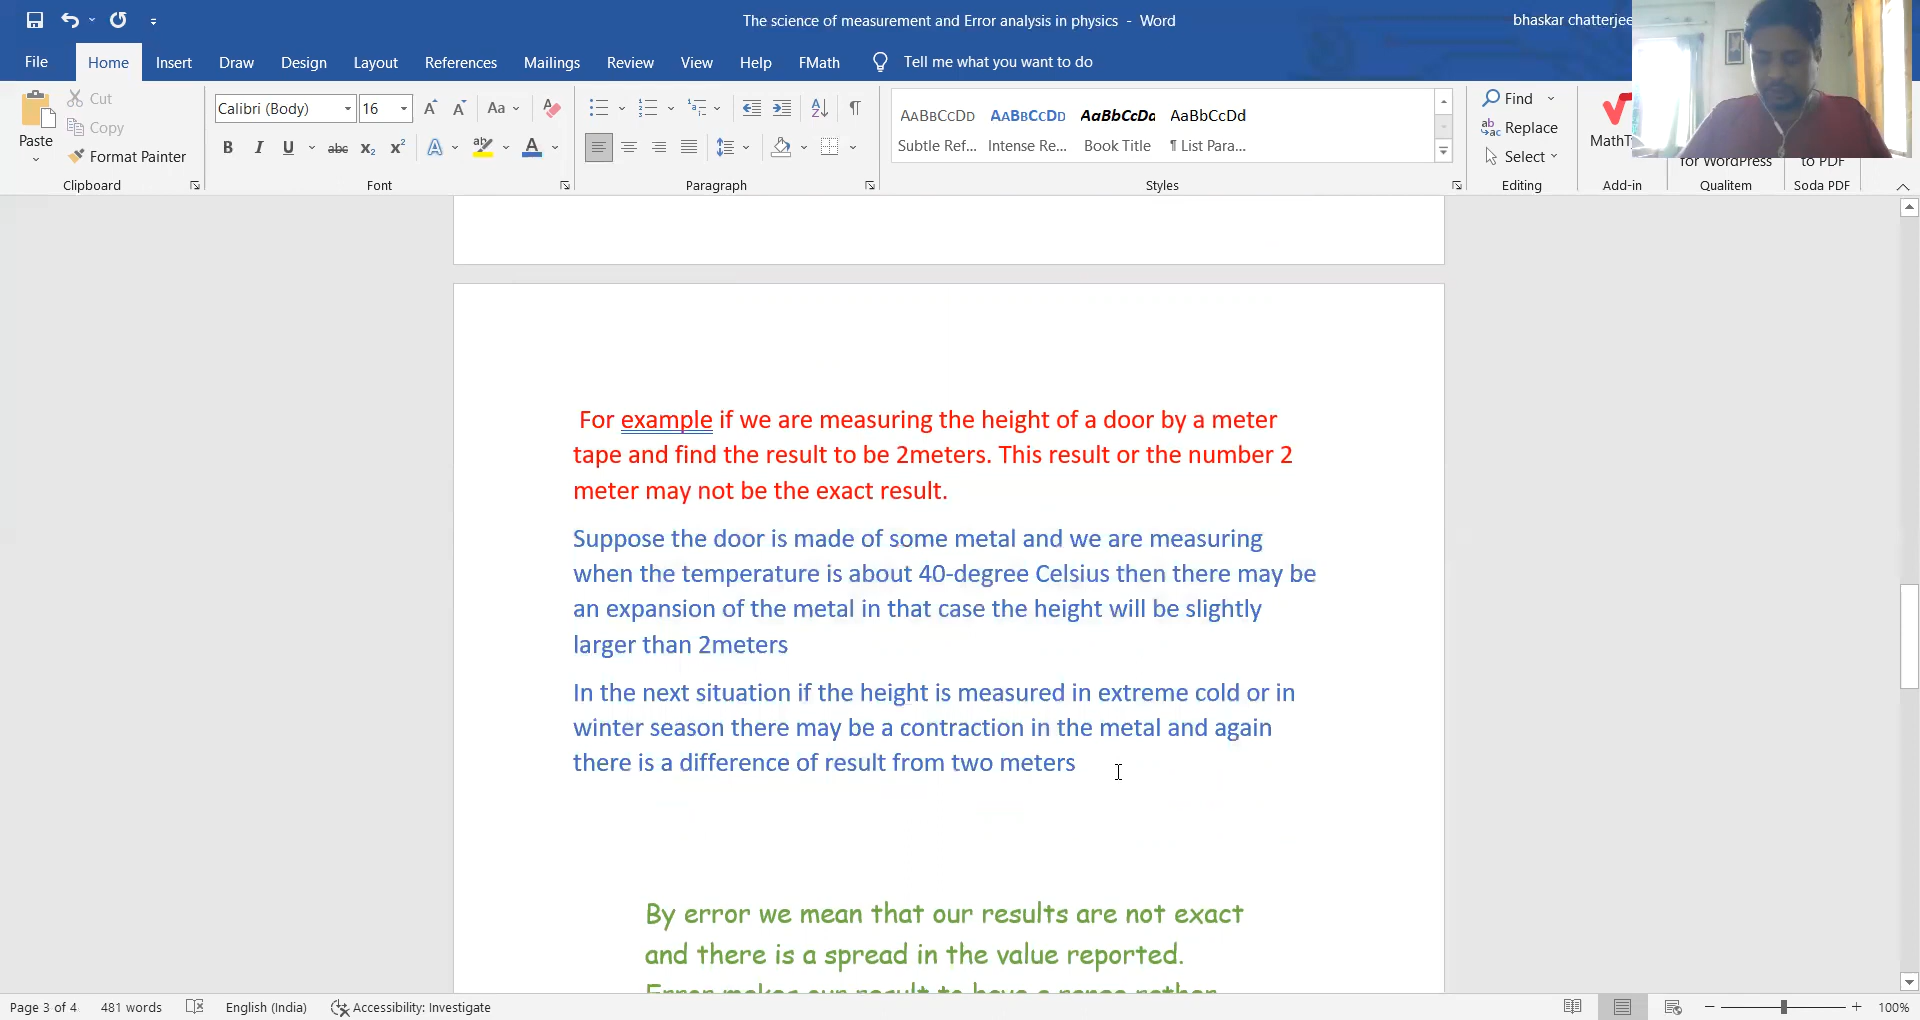 The science of measurement and Error analysis in physics - Word
bhaskar chatterjee
File Home Insert Draw Design Layout References Mailings Review View Help FMath Tell me what you want to do
Cut
Copy
Paste
Format Painter
Clipboard
Calibri (Body) 16
Font
Paragraph
AaBbCcDd AaBbCcDd AaBbCcDd AaBbCcDd
Subtle Ref... Intense Re... Book Title ¶ List Para...
Styles
Find
Replace
Select
Editing
Add-in
for WordPress
Qualitem
to PDF
Soda PDF
For example if we are measuring the height of a door by a meter
tape and find the result to be 2meters. This result or the number 2
meter may not be the exact result.
Suppose the door is made of some metal and we are measuring
when the temperature is about 40-degree Celsius then there may be
an expansion of the metal in that case the height will be slightly
larger than 2meters
In the next situation if the height is measured in extreme cold or in
winter season there may be a contraction in the metal and again
there is a difference of result from two meters
By error we mean that our results are not exact
and there is a spread in the value reported.
Error makes our result to have a range rather
Page 3 of 4 481 words English (India) Accessibility: Investigate 100%